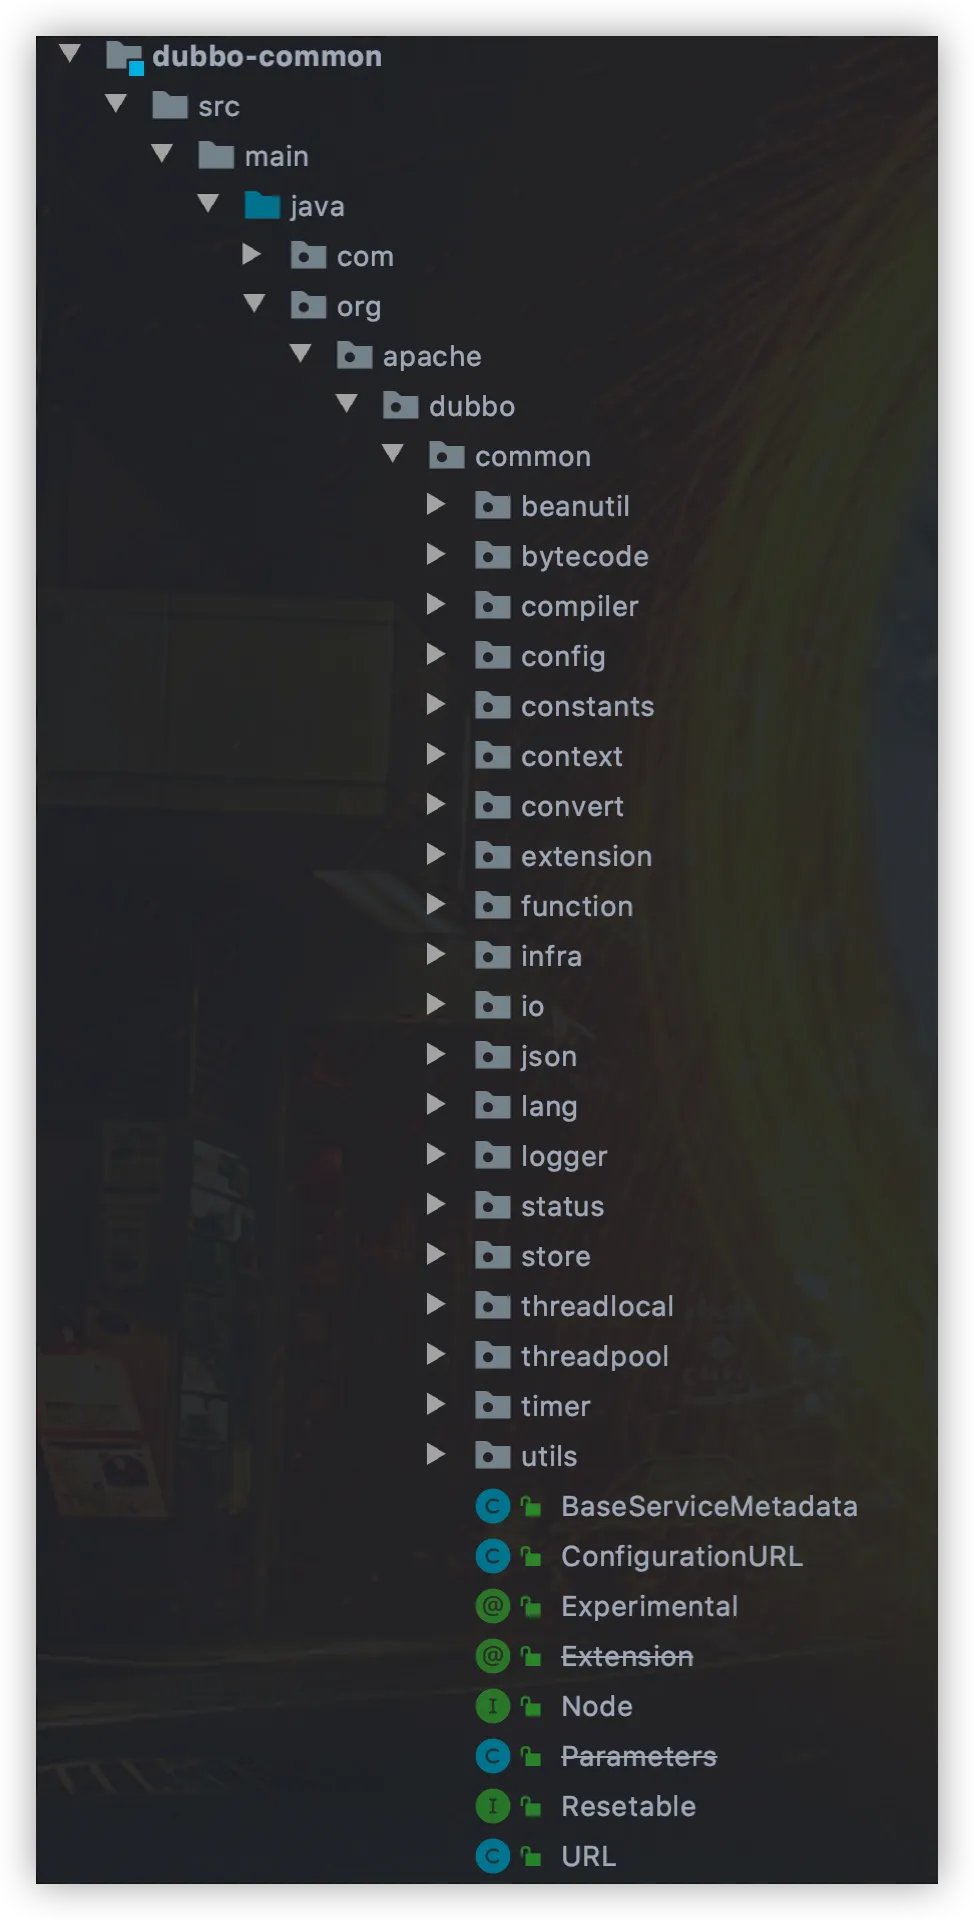 dubbo-common
src
main
java
com
org
apache
dubbo
common
beanutil
bytecode
compiler
config
constants
context
convert
extension
function
infra
io
json
lang
logger
status
store
threadlocal
threadpool
timer
utils
C BaseServiceMetadata
C ConfigurationURL
@ Experimental
@ Extension
I Node
C Parameters
I Resetable
C URL